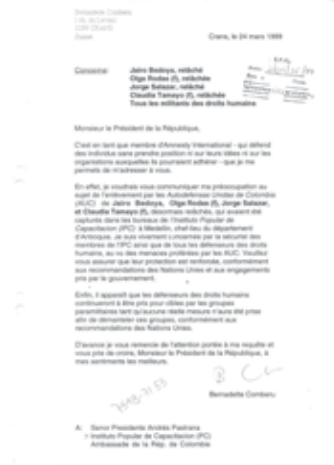 Bernadette Comberu
Crans, le 24 mars 1999
Concerne:
Jairo Bedoya, relâché
Olga Rodas (f), relâchée
Jorge Salazar, relâché
Claudia Tamayo (f), relâchée
Tous les militants des droits humains
Monsieur le Président de la République,
C'est en tant que membre d'Amnesty International - qui défend
des individus sans prendre position ni sur leurs idées ni sur les
organisations auxquelles ils pourraient adhérer - que je me
permets de m'adresser à vous.
En effet, je voudrais vous communiquer ma préoccupation au
sujet de l'enlèvement par les Autodefensas Unidas de Colombia
(AUC) de Jairo Bedoya, Olga Rodas (f), Jorge Salazar,
et Claudia Tamayo (f), désormais relâchés, qui avaient été
capturés dans les bureaux de l'Instituto Popular de
Capacitacion (IPC) à Medellin, chef-lieu du département
d'Antioquia. Je suis vivement concernée par la sécurité des
membres de l'IPC ainsi que de tous les défenseurs des droits
humains, au vu des menaces proférées par les AUC. Veuillez
vous assurer que leur protection est renforcée, conformément
aux recommandations des Nations Unies et aux engagements
pris par le gouvernement.
Enfin, il apparaît que les défenseurs des droits humains
continueront à être pris pour cibles par les groupes
paramilitaires tant qu'aucune réelle mesure n'aura été prise
afin de démanteler ces groupes, conformément aux
recommandations des Nations Unies.
D'avance je vous remercie de l'attention portée à ma requête et
vous prie de croire, Monsieur le Président de la République, à
mes sentiments les meilleurs.
Bernadette Comberu
A: Senor Presidente Andrés Pastrana
Instituto Popular de Capacitacion (PC)
Ambassade de la Rép. de Colombie